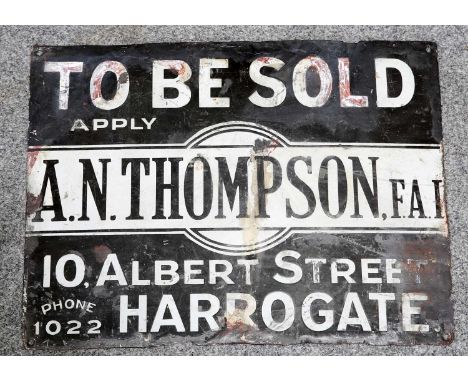 TO BE SOLD
APPLY
A.N. THOMPSON, F.A.I.
10, ALBERT STREET
PHONE
1022
HARROGATE.